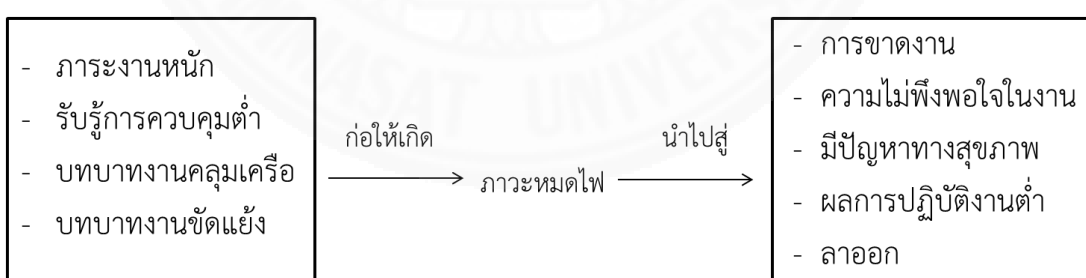 - ภาระงานหนัก
- รับรู้การควบคุมต่ำ
- บทบาทงานคลุมเครือ
- บทบาทงานขัดแย้ง
ก่อให้เกิด
ภาวะหมดไฟ
นำไปสู่
- การขาดงาน
- ความไม่พึงพอใจในงาน
- มีปัญหาทางสุขภาพ
- ผลการปฏิบัติงานต่ำ
- ลาออก